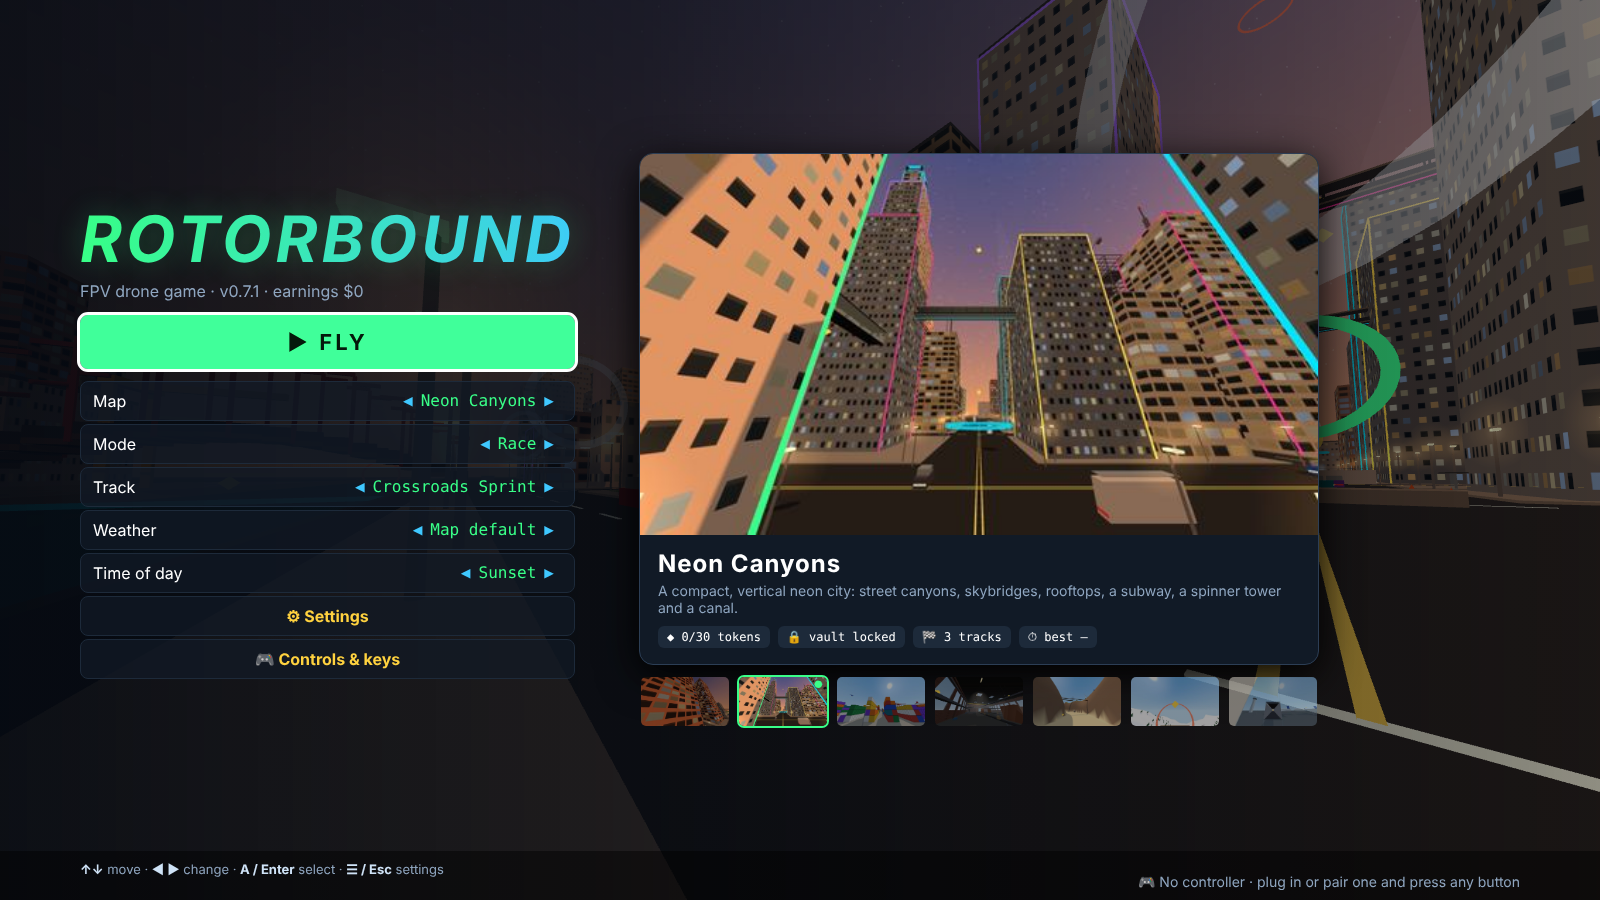 ROTORBOUND
FPV drone game · v0.7.1 · earnings $0
▶ FLY
Map ◀ Neon Canyons ▶
Mode ◀ Race ▶
Track ◀ Crossroads Sprint ▶
Weather ◀ Map default ▶
Time of day ◀ Sunset ▶
⚙ Settings
🎮 Controls & keys
Neon Canyons
A compact, vertical neon city: street canyons, skybridges, rooftops, a subway, a spinner tower
and a canal.
◆ 0/30 tokens 🔒 vault locked 🏁 3 tracks ⏱ best —
↑↓ move · ◀ ▶ change · A / Enter select · ☰ / Esc settings
🎮 No controller · plug in or pair one and press any button